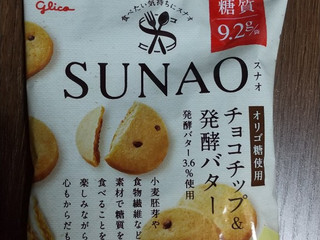 glico
食べたい気持ちにスナオ
糖質
9.2g/袋
SUNAO
スナオ
オリゴ糖使用
チョコチップ&
発酵バター
発酵バター3.6%使用
小麦胚芽や
食物繊維など
素材で糖質を
食べることを
楽しみながら
心もからだも